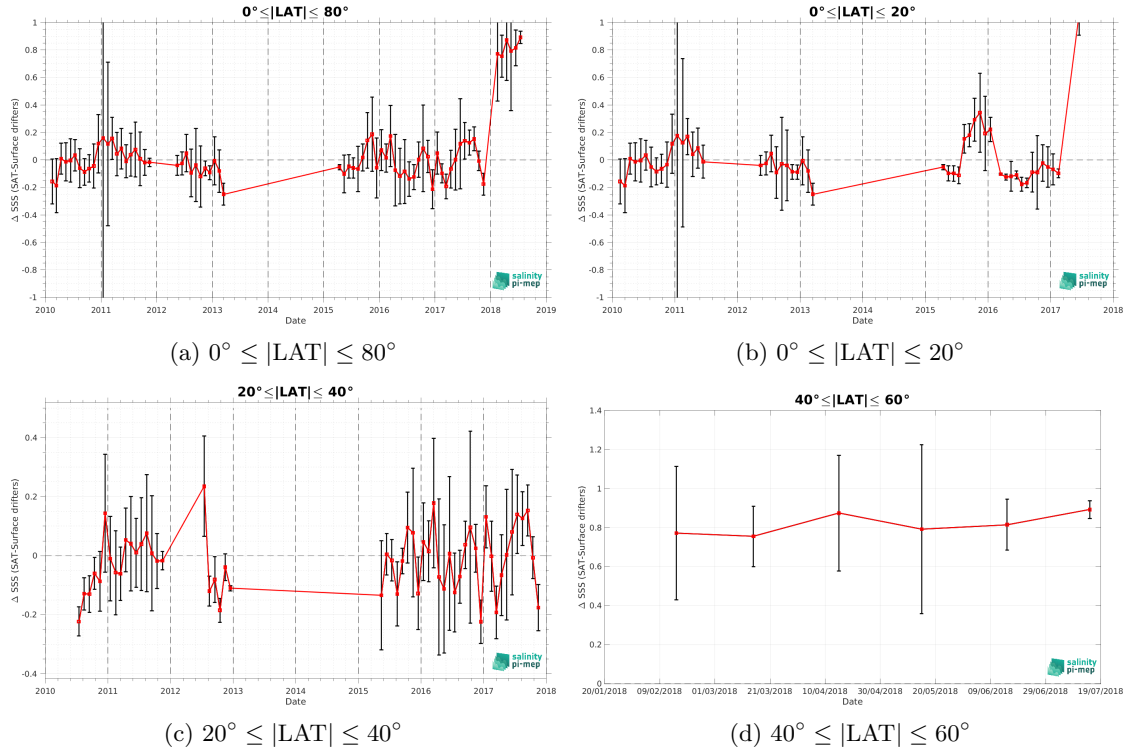 0°≤|LAT|≤ 80°
Δ SSS (SAT-Surface drifters)
1
0.8
0.6
0.4
0.2
0
-0.2
-0.4
-0.6
-0.8
-1
2010 2011 2012 2013 2014 2015 2016 2017 2018 2019
Date
salinity
pi-mep
(a) 0° ≤ |LAT| ≤ 80°
0°≤|LAT|≤ 20°
Δ SSS (SAT-Surface drifters)
1
0.8
0.6
0.4
0.2
0
-0.2
-0.4
-0.6
-0.8
-1
2010 2011 2012 2013 2014 2015 2016 2017 2018
Date
salinity
pi-mep
(b) 0° ≤ |LAT| ≤ 20°
20°≤|LAT|≤ 40°
Δ SSS (SAT-Surface drifters)
0.4
0.2
0
-0.2
-0.4
2010 2011 2012 2013 2014 2015 2016 2017 2018
Date
salinity
pi-mep
(c) 20° ≤ |LAT| ≤ 40°
40°≤|LAT|≤ 60°
Δ SSS (SAT-Surface drifters)
1.4
1.2
1
0.8
0.6
0.4
0.2
0
20/01/2018 09/02/2018 01/03/2018 21/03/2018 10/04/2018 30/04/2018 20/05/2018 09/06/2018 29/06/2018 19/07/2018
Date
salinity
pi-mep
(d) 40° ≤ |LAT| ≤ 60°